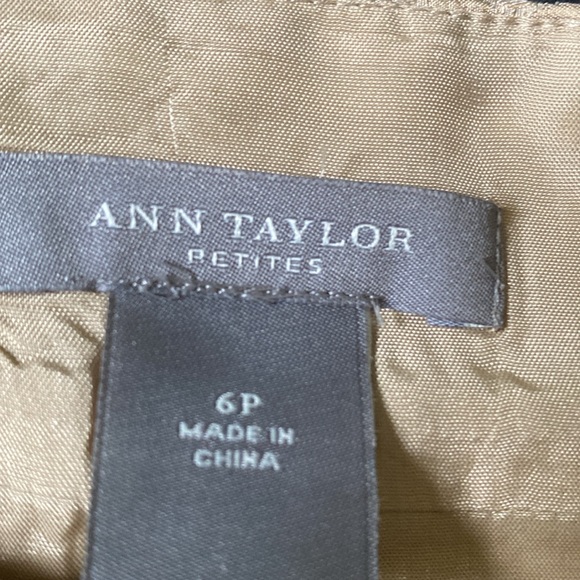 ANN TAYLOR
PETITES
6P
MADE IN
CHINA